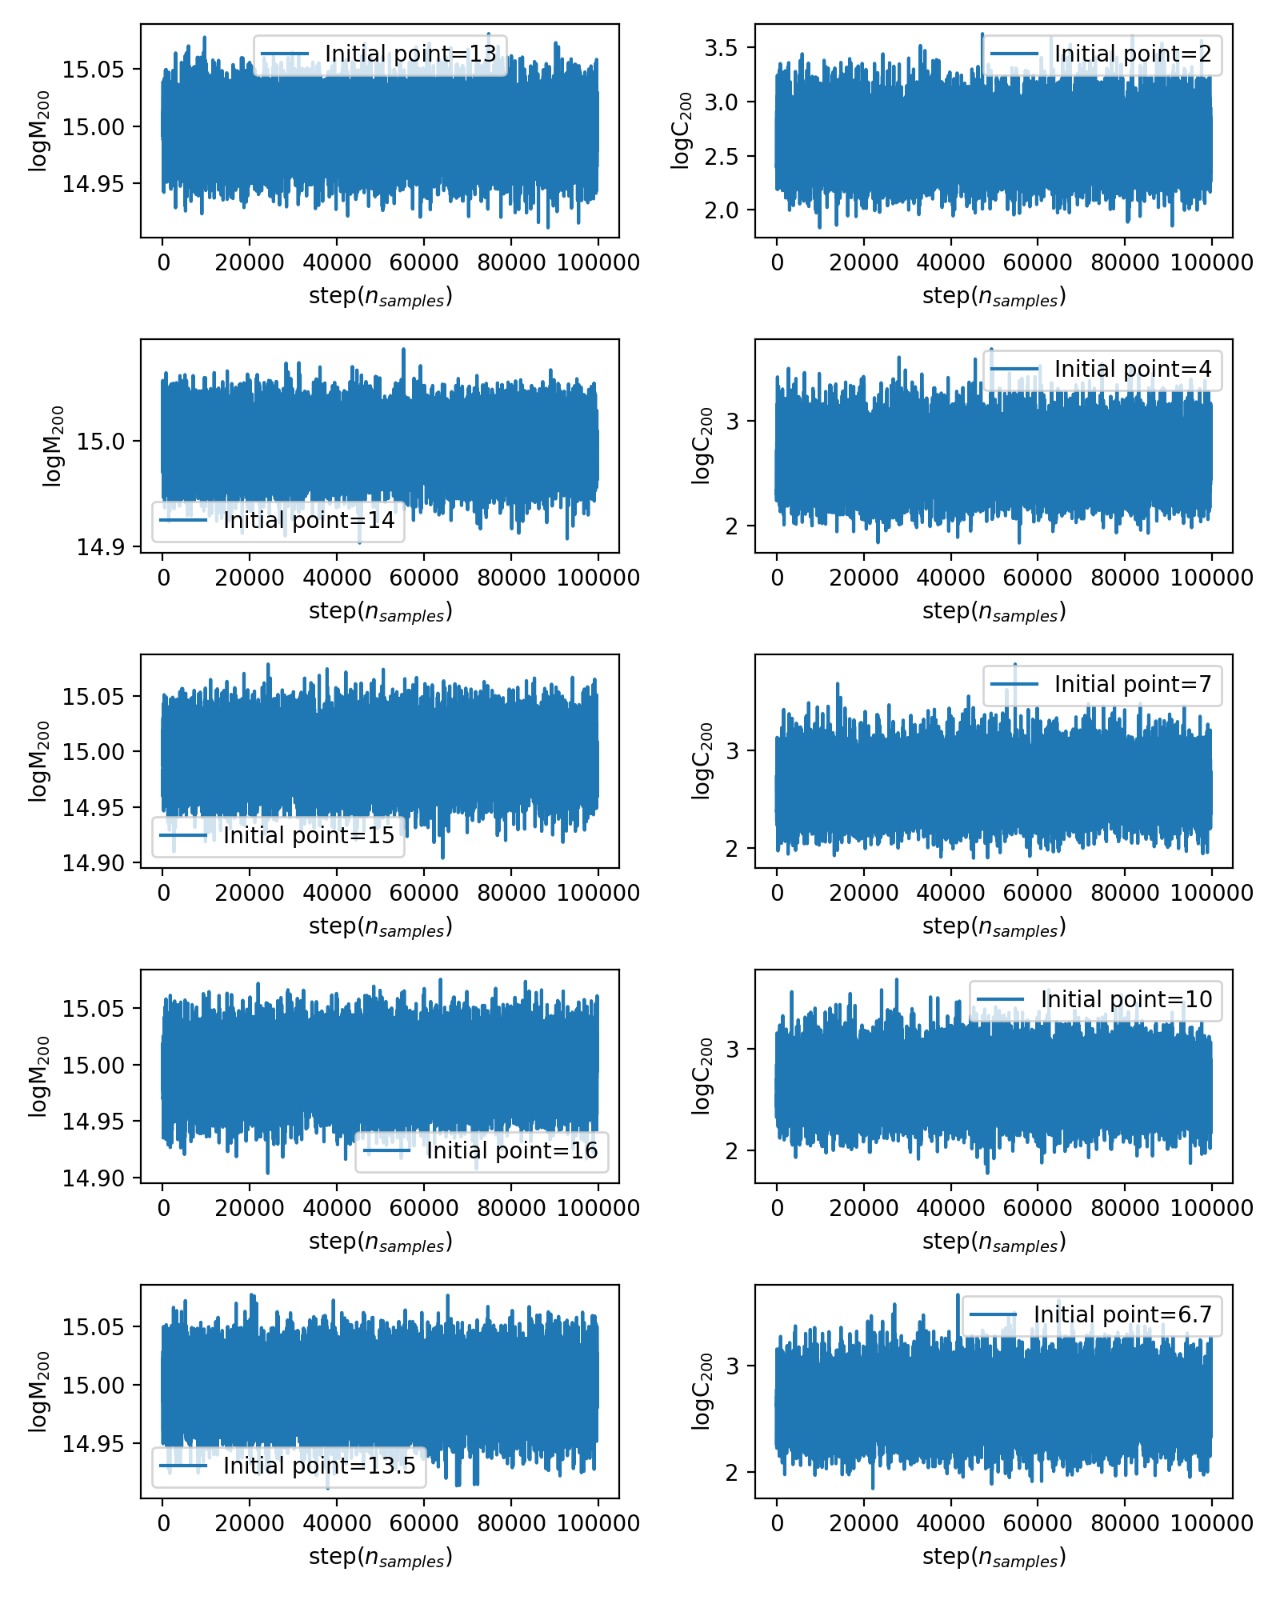 15.05
15.00
14.95
logM200
Initial point=13
0 20000 40000 60000 80000 100000
step(nsamples)
3.5
3.0
2.5
2.0
logC200
Initial point=2
0 20000 40000 60000 80000 100000
step(nsamples)
15.0
14.9
logM200
Initial point=14
0 20000 40000 60000 80000 100000
step(nsamples)
3
2
logC200
Initial point=4
0 20000 40000 60000 80000 100000
step(nsamples)
15.05
15.00
14.95
14.90
logM200
Initial point=15
0 20000 40000 60000 80000 100000
step(nsamples)
3
2
logC200
Initial point=7
0 20000 40000 60000 80000 100000
step(nsamples)
15.05
15.00
14.95
14.90
logM200
Initial point=16
0 20000 40000 60000 80000 100000
step(nsamples)
3
2
logC200
Initial point=10
0 20000 40000 60000 80000 100000
step(nsamples)
15.05
15.00
14.95
logM200
Initial point=13.5
0 20000 40000 60000 80000 100000
step(nsamples)
3
2
logC200
Initial point=6.7
0 20000 40000 60000 80000 100000
step(nsamples)